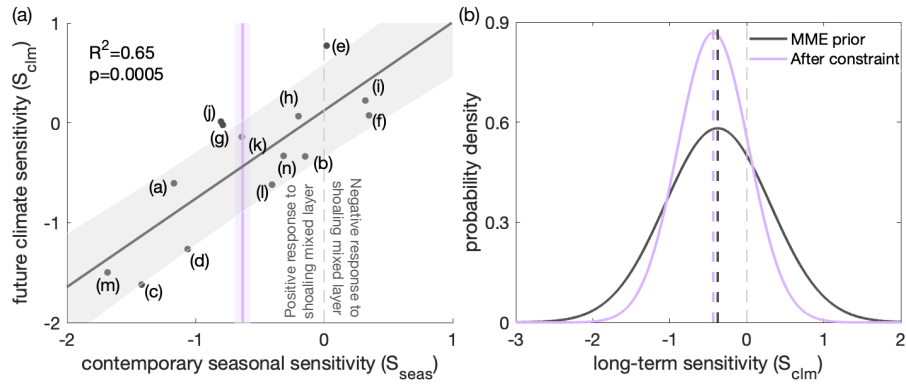 (a)
R2=0.65
p=0.0005
future climate sensitivity (Sclm)
1
0
-1
-2
(e)
(i)
(h)
(f)
(j)
(g)
(k)
(n)
(b)
(l)
(a)
(d)
(m)
(c)
Positive response to
shoaling mixed layer
Negative response to
shoaling mixed layer
-2
-1
0
1
contemporary seasonal sensitivity (Sseas)
(b)
probability density
0.9
0.6
0.3
0
MME prior
After constraint
-3
-2
-1
0
1
2
long-term sensitivity (Sclm)